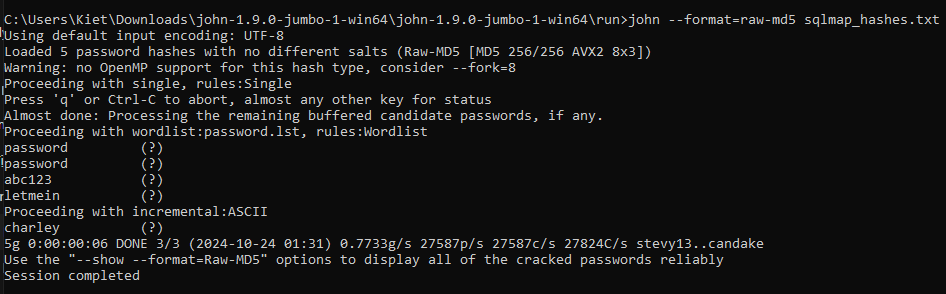 C:\Users\Kiet\Downloads\john-1.9.0-jumbo-1-win64\john-1.9.0-jumbo-1-win64\run>john --format=raw-md5 sqlmap_hashes.txt
Using default input encoding: UTF-8
Loaded 5 password hashes with no different salts (Raw-MD5 [MD5 256/256 AVX2 8x3])
Warning: no OpenMP support for this hash type, consider --fork=8
Proceeding with single, rules:Single
Press 'q' or Ctrl-C to abort, almost any other key for status
Almost done: Processing the remaining buffered candidate passwords, if any.
Proceeding with wordlist:password.lst, rules:Wordlist
password         (?)
password         (?)
abc123           (?)
letmein          (?)
Proceeding with incremental:ASCII
charley          (?)
5g 0:00:00:06 DONE 3/3 (2024-10-24 01:31) 0.7733g/s 27587p/s 27587c/s 27824C/s stevy13..candake
Use the "--show --format=Raw-MD5" options to display all of the cracked passwords reliably
Session completed